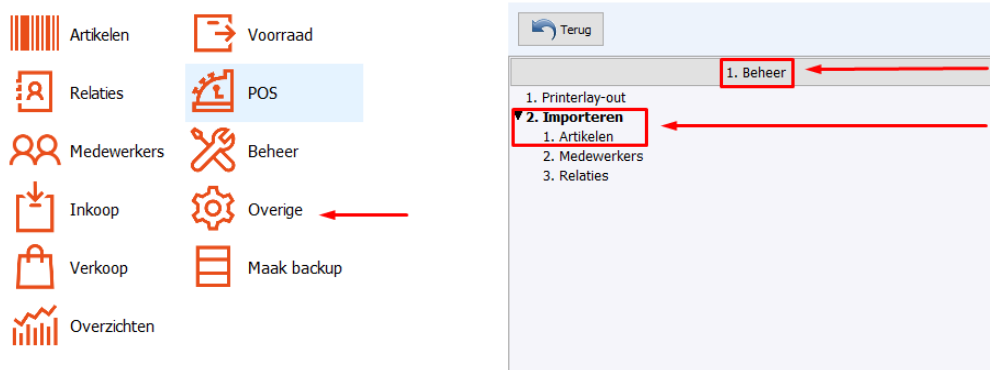 Artikelen
Voorraad
Relaties
POS
Medewerkers
Beheer
Inkoop
Overige
Verkoop
Maak backup
Overzichten
Terug
1. Beheer
1. Printerlay-out
2. Importeren
1. Artikelen
2. Medewerkers
3. Relaties